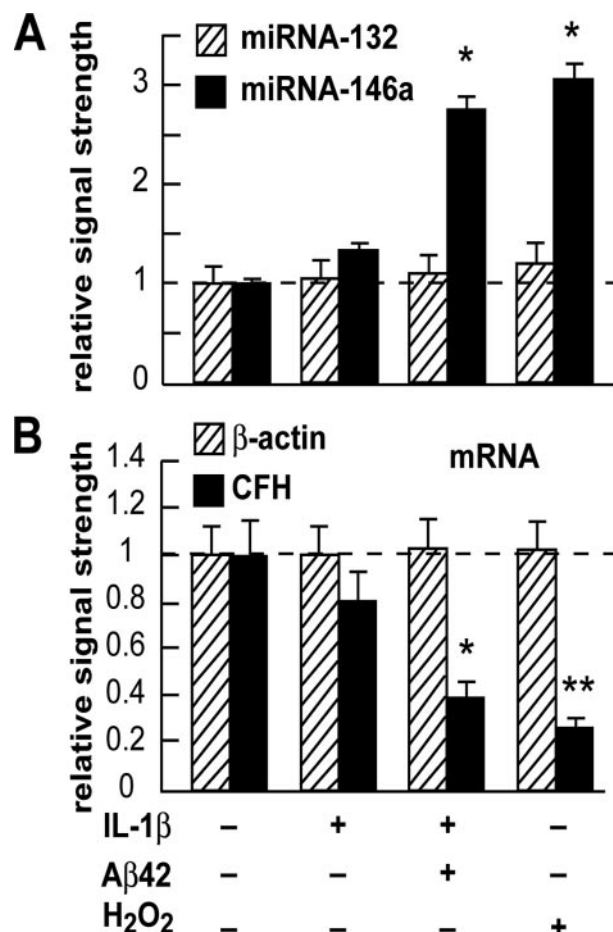 A
relative signal strength
miRNA-132
miRNA-146a
* *
3
2
1
0
B
relative signal strength
β-actin
CFH
mRNA
1.4
1.2
1
0.8
0.6
0.4
0.2
0
* **
IL-1β – + + –
Aβ42 – – + –
H₂O₂ – – – +